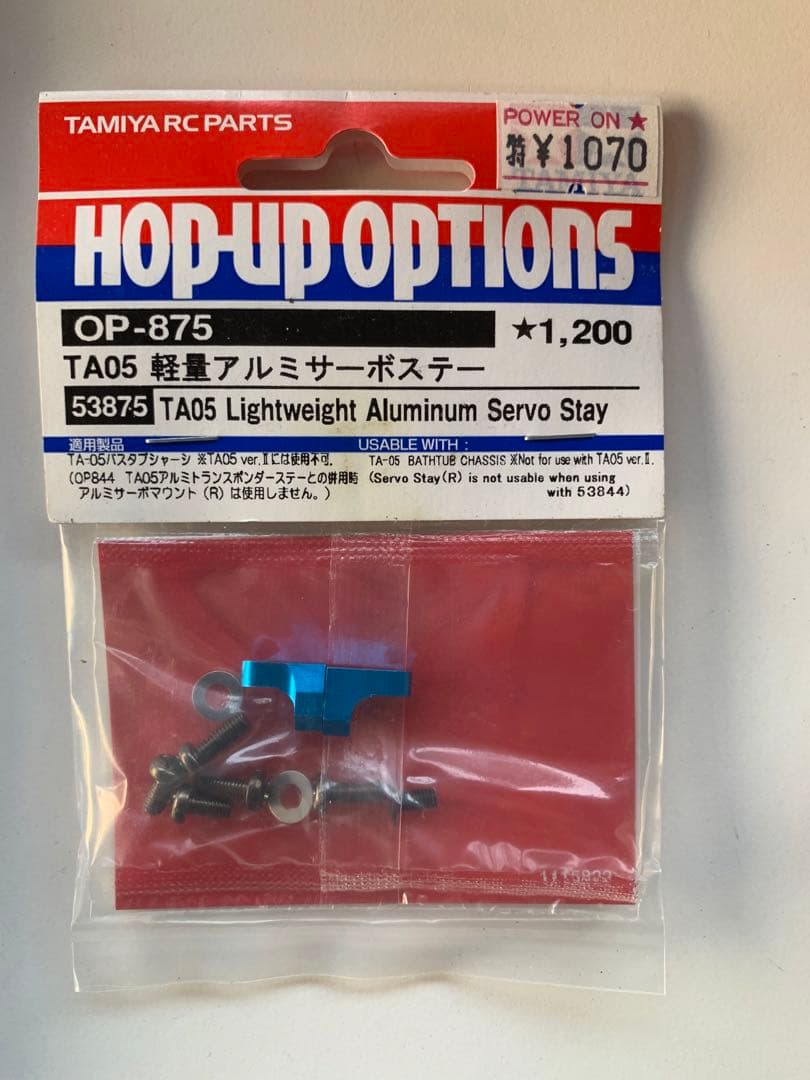 TAMIYA RC PARTS
POWER ON ★
特 ¥1070
TAMIYA
HOP-UP OPTIONS
OP-875
★1,200
TA05 軽量アルミサーボステー
53875 TA05 Lightweight Aluminum Servo Stay
適用製品
TA-05バスタブシャーシ ※TA05 ver.Ⅱには使用不可.
(OP844 TA05アルミトランスポンダーステーとの併用時
アルミサーボマウント (R) は使用しません。)
USABLE WITH :
TA-05 BATHTUB CHASSIS ※Not for use with TA05 ver.Ⅱ.
(Servo Stay(R) is not usable when using
with 53844)